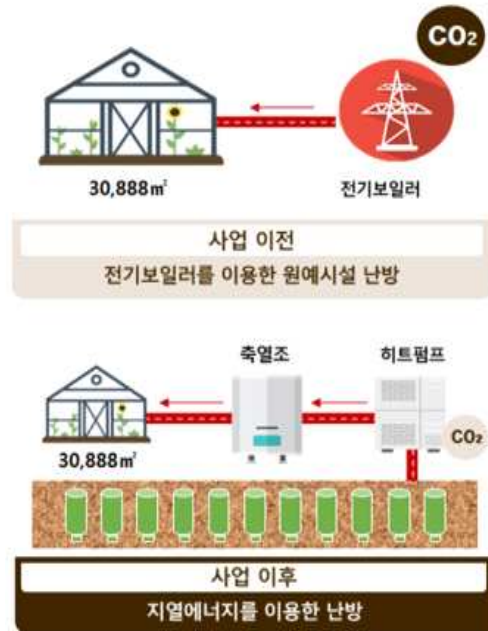 CO₂
30,888㎡
전기보일러
사업 이전
전기보일러를 이용한 원예시설 난방
축열조
히트펌프
CO₂
30,888㎡
사업 이후
지열에너지를 이용한 난방